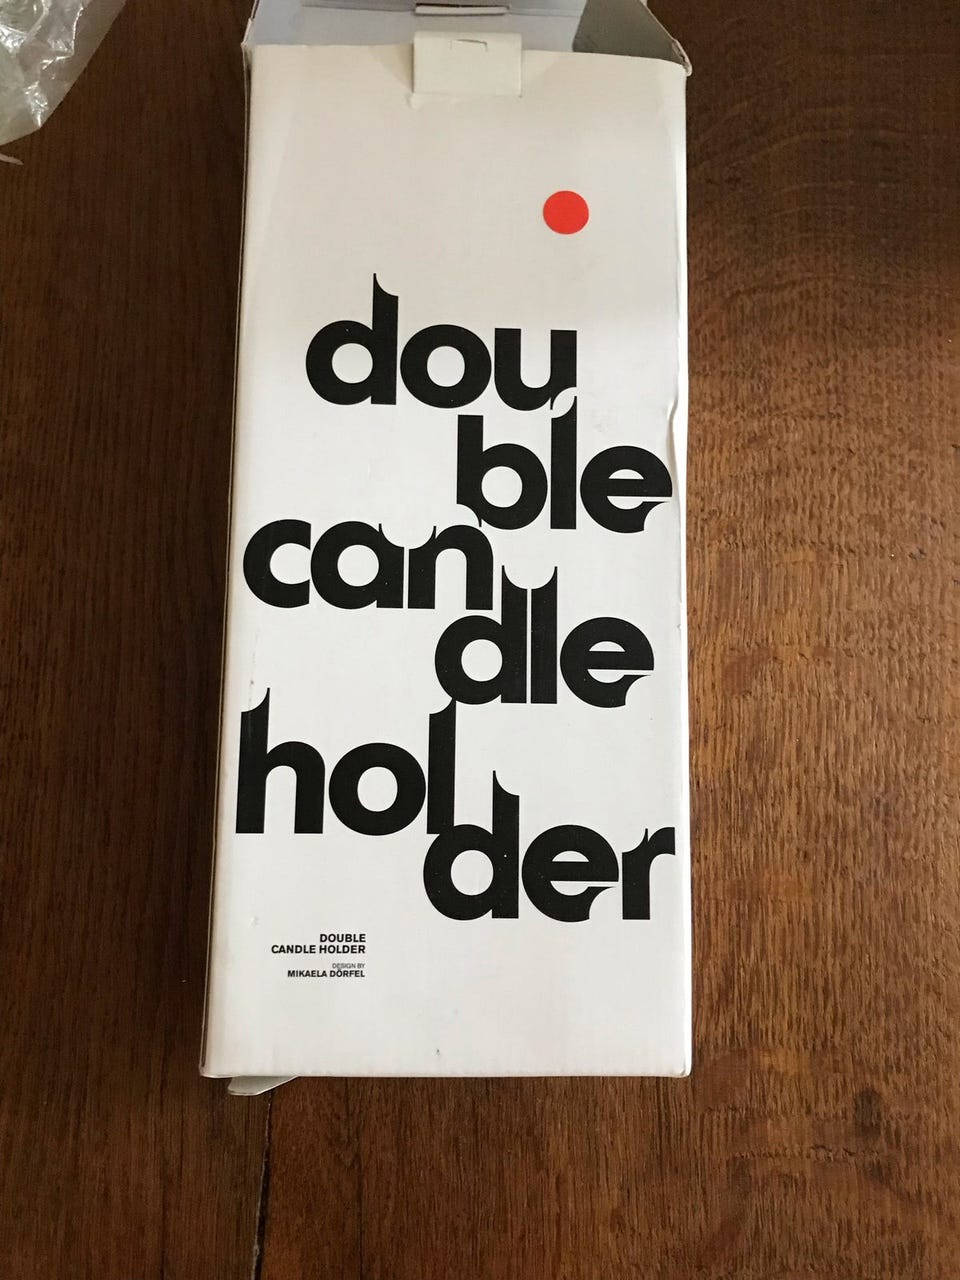 dou
ble
can
dle
hol
der
DOUBLE
CANDLE HOLDER
DESIGN BY
MIKAELA DÖRFEL